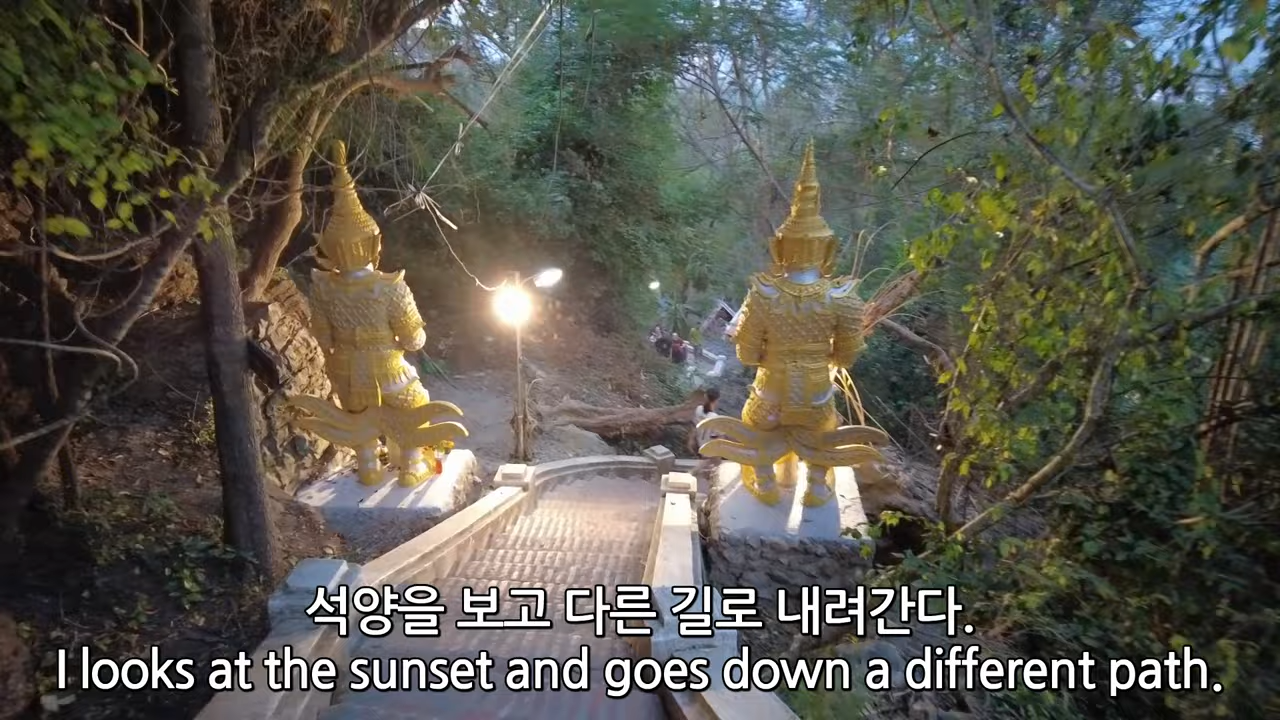 석양을 보고 다른 길로 내려간다.
I looks at the sunset and goes down a different path.